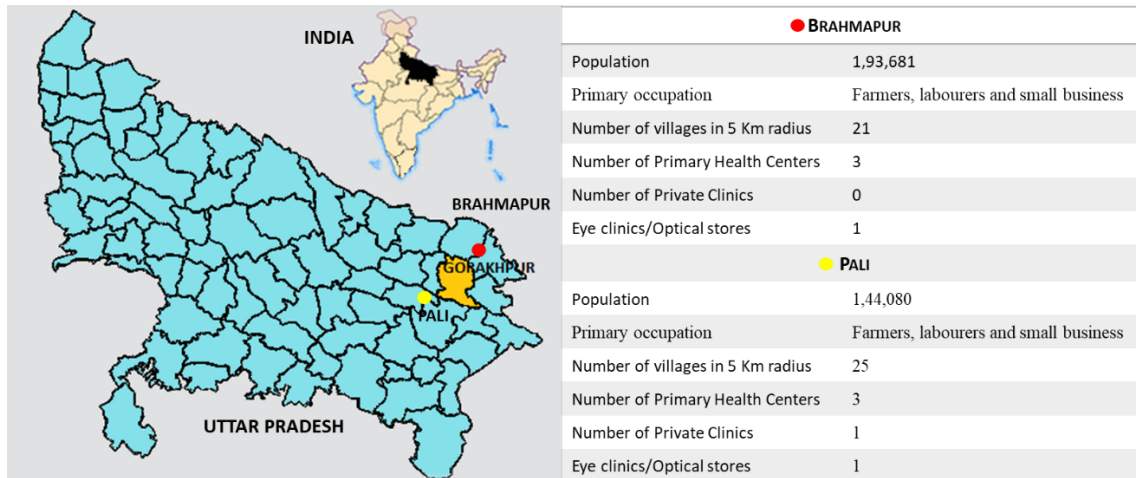 INDIA
BRAHMAPUR
GORAKHPUR
PALI
UTTAR PRADESH
BRAHMAPUR
Population 1,93,681
Primary occupation Farmers, labourers and small business
Number of villages in 5 Km radius 21
Number of Primary Health Centers 3
Number of Private Clinics 0
Eye clinics/Optical stores 1
PALI
Population 1,44,080
Primary occupation Farmers, labourers and small business
Number of villages in 5 Km radius 25
Number of Primary Health Centers 3
Number of Private Clinics 1
Eye clinics/Optical stores 1